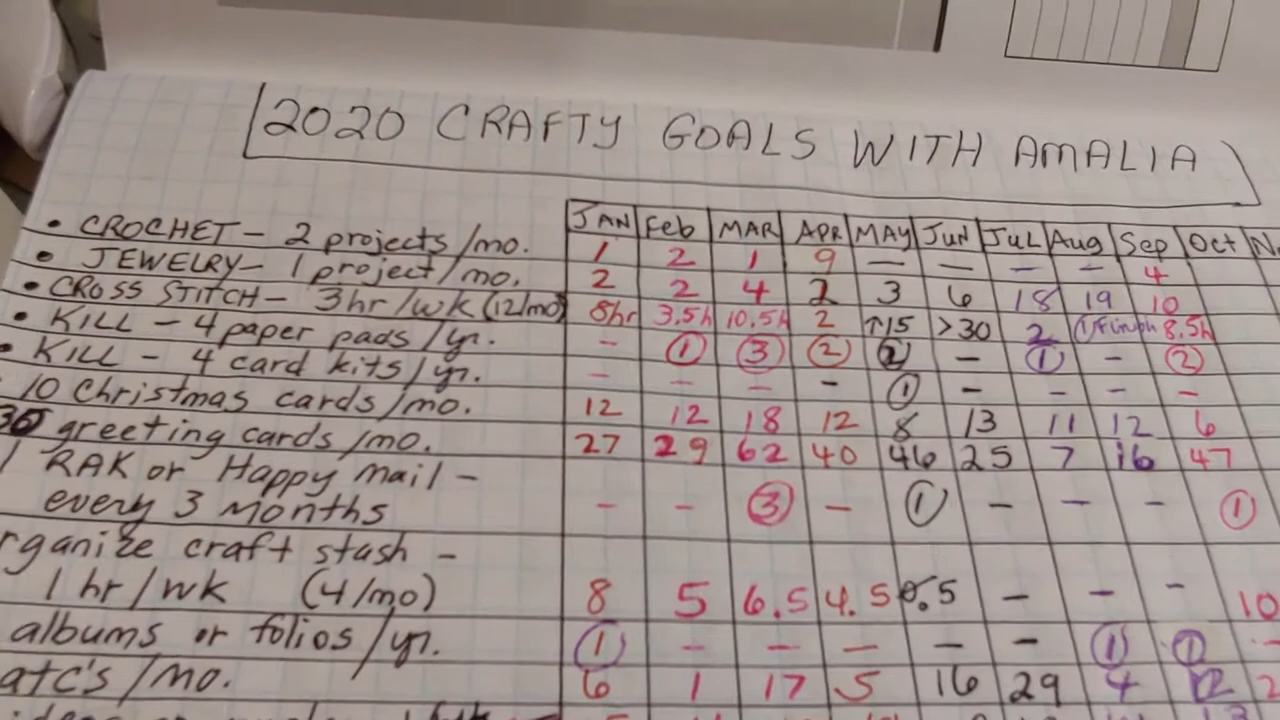 2020 CRAFTY GOALS WITH AMALIA
JAN Feb MAR APR MAY Jun Jul Aug Sep Oct
• CROCHET - 2 projects/mo. 1 2 1 9 — — — — 4
• JEWELRY - 1 project/mo. 2 2 4 2 3 6 18 19 10
• CROSS STITCH - 3hr/wk (12/mo) 8hr 3.5h 10.5h 2 ↑15 >30 2 ① Finish 8.5h
• KILL - 4 paper pads/yr. - ① ③ ② ② - ① - ②
• KILL - 4 card kits/yr. - - - - ① - - - -
10 Christmas cards/mo. 12 12 18 12 8 13 11 12 6
30 greeting cards/mo. 27 29 62 40 46 25 7 16 47
1 RAK or Happy Mail -
every 3 months - - ③ - ① - - - ①
rganize craft stash -
1 hr/wk (4/mo) 8 5 6.5 4.5 0.5 - - - 10
albums or folios/yr. ① - - - - - ① ① -
atc's/mo. 6 1 17 5 16 29 4 12 2